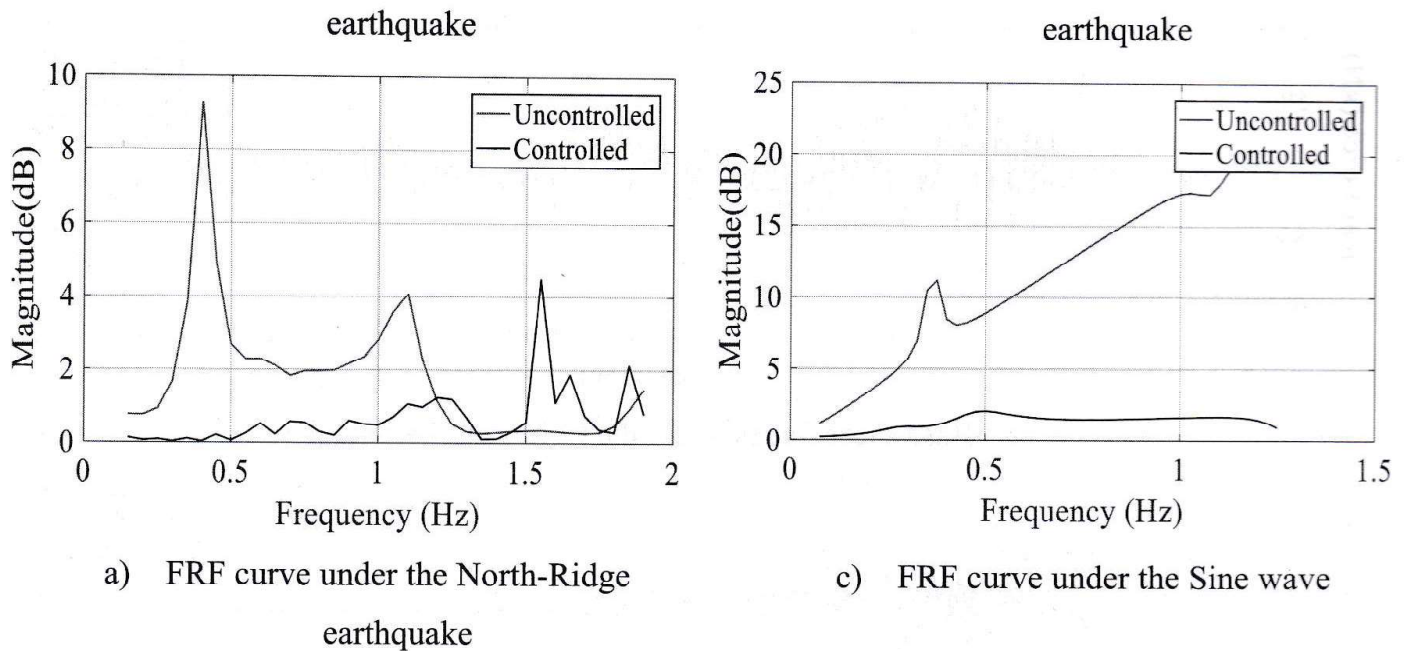 earthquake
10
8
6
4
2
0
Magnitude(dB)
Uncontrolled
Controlled
0
0.5
1
1.5
2
Frequency (Hz)
a) FRF curve under the North-Ridge
earthquake
earthquake
25
20
15
10
5
0
Magnitude(dB)
Uncontrolled
Controlled
0
0.5
1
1.5
Frequency (Hz)
c) FRF curve under the Sine wave